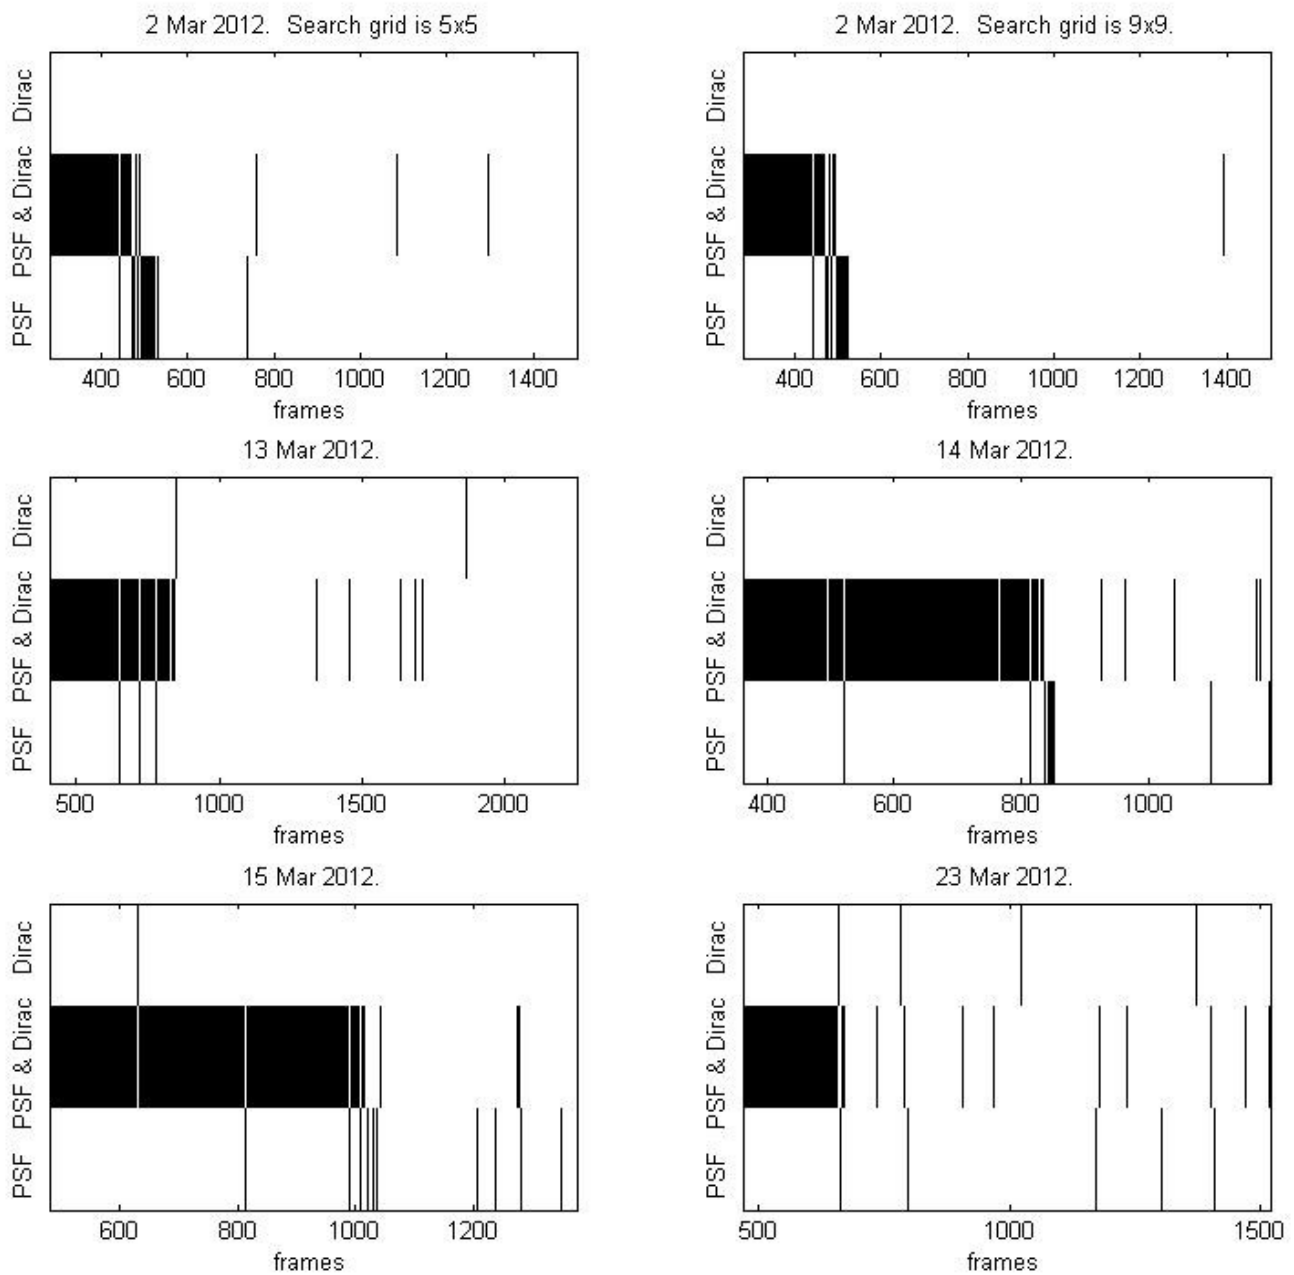 2 Mar 2012. Search grid is 5x5
Dirac
PSF & Dirac
PSF
400 600 800 1000 1200 1400
frames
2 Mar 2012. Search grid is 9x9.
Dirac
PSF & Dirac
PSF
400 600 800 1000 1200 1400
frames
13 Mar 2012.
Dirac
PSF & Dirac
PSF
500 1000 1500 2000
frames
14 Mar 2012.
Dirac
PSF & Dirac
PSF
400 600 800 1000
frames
15 Mar 2012.
Dirac
PSF & Dirac
PSF
600 800 1000 1200
frames
23 Mar 2012.
Dirac
PSF & Dirac
PSF
500 1000 1500
frames